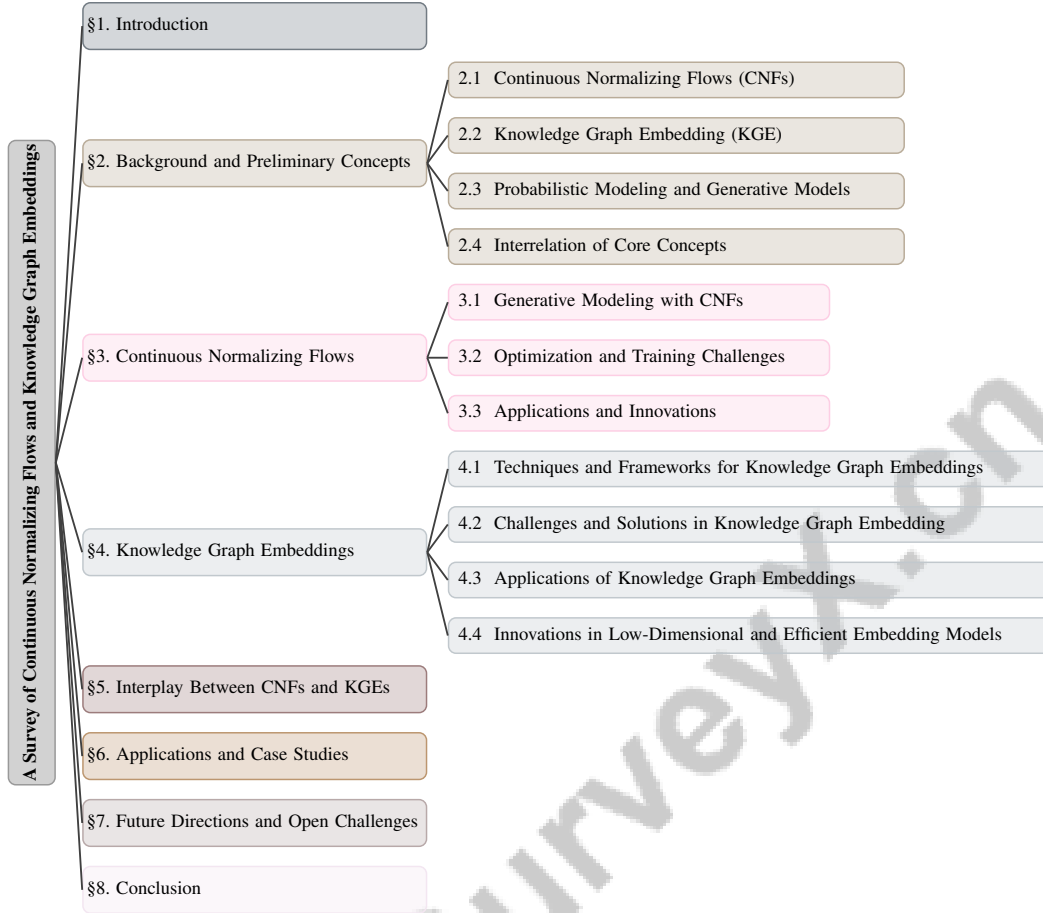 A Survey of Continuous Normalizing Flows and Knowledge Graph Embeddings
§1. Introduction
§2. Background and Preliminary Concepts
2.1 Continuous Normalizing Flows (CNFs)
2.2 Knowledge Graph Embedding (KGE)
2.3 Probabilistic Modeling and Generative Models
2.4 Interrelation of Core Concepts
§3. Continuous Normalizing Flows
3.1 Generative Modeling with CNFs
3.2 Optimization and Training Challenges
3.3 Applications and Innovations
§4. Knowledge Graph Embeddings
4.1 Techniques and Frameworks for Knowledge Graph Embeddings
4.2 Challenges and Solutions in Knowledge Graph Embedding
4.3 Applications of Knowledge Graph Embeddings
4.4 Innovations in Low-Dimensional and Efficient Embedding Models
§5. Interplay Between CNFs and KGEs
§6. Applications and Case Studies
§7. Future Directions and Open Challenges
§8. Conclusion
surveyx.cn